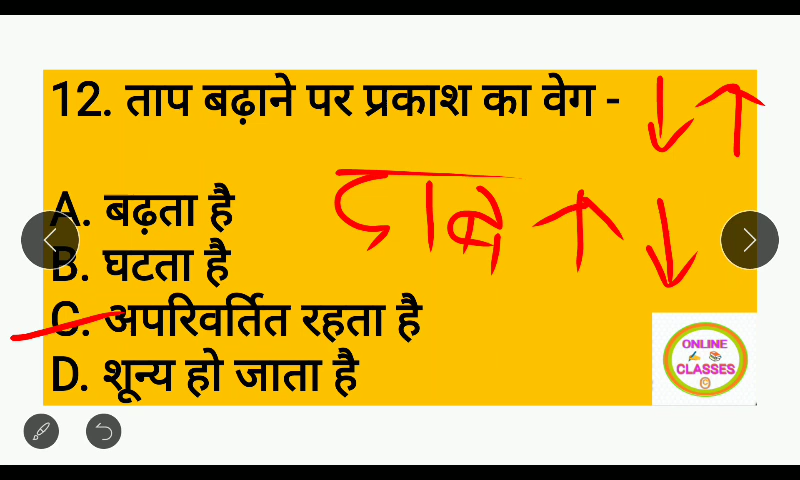 12. ताप बढ़ाने पर प्रकाश का वेग -
A. बढ़ता है
दाब
B. घटता है
C. अपरिवर्तित रहता है
D. शून्य हो जाता है
ONLINE
CLASSES